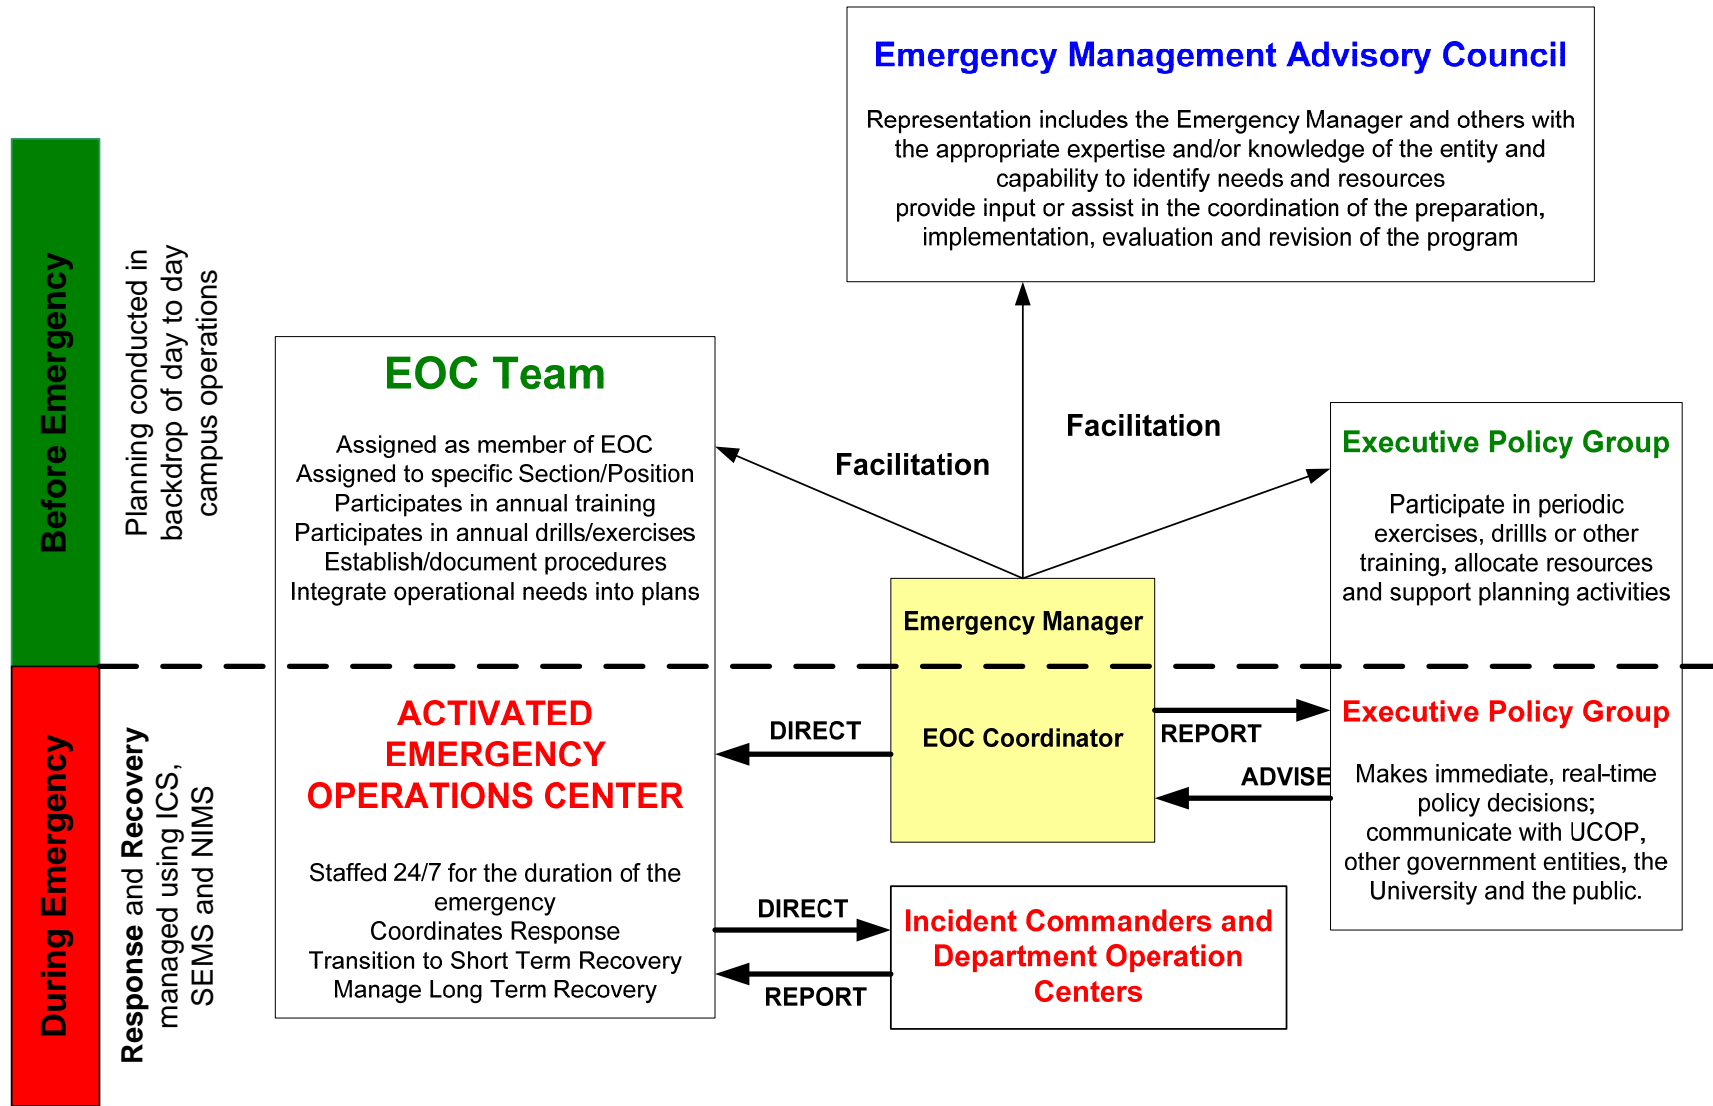 Emergency Management Advisory Council
Representation includes the Emergency Manager and others with
the appropriate expertise and/or knowledge of the entity and
capability to identify needs and resources
provide input or assist in the coordination of the preparation,
implementation, evaluation and revision of the program
Before Emergency
Planning conducted in
backdrop of day to day
campus operations
EOC Team
Assigned as member of EOC
Assigned to specific Section/Position
Participates in annual training
Participates in annual drills/exercises
Establish/document procedures
Integrate operational needs into plans
Facilitation
Facilitation
Executive Policy Group
Participate in periodic
exercises, drillls or other
training, allocate resources
and support planning activities
Emergency Manager
During Emergency
Response and Recovery
managed using ICS,
SEMS and NIMS
ACTIVATED
EMERGENCY
OPERATIONS CENTER
Staffed 24/7 for the duration of the
emergency
Coordinates Response
Transition to Short Term Recovery
Manage Long Term Recovery
DIRECT
EOC Coordinator
REPORT
ADVISE
Executive Policy Group
Makes immediate, real-time
policy decisions;
communicate with UCOP,
other government entities, the
University and the public.
DIRECT
REPORT
Incident Commanders and
Department Operation
Centers